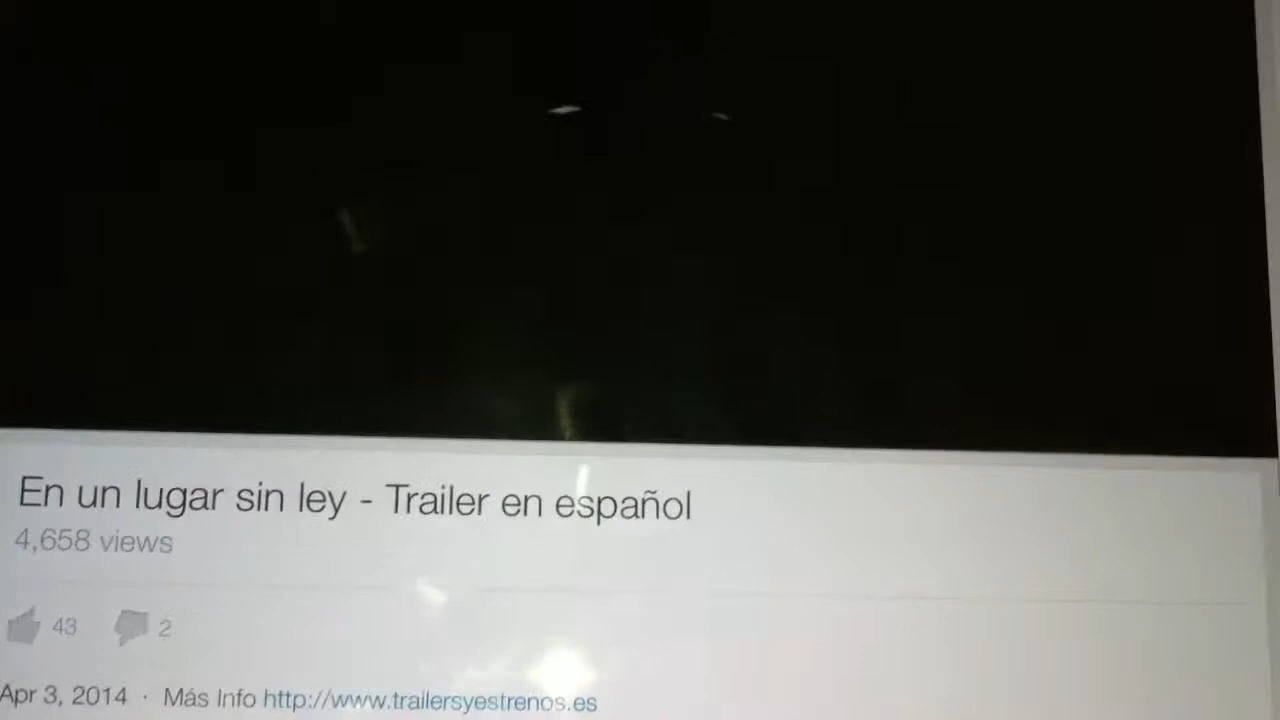 En un lugar sin ley - Trailer en español
4,658 views
43 2
Apr 3, 2014 · Más Info http://www.trailersyestrenos.es